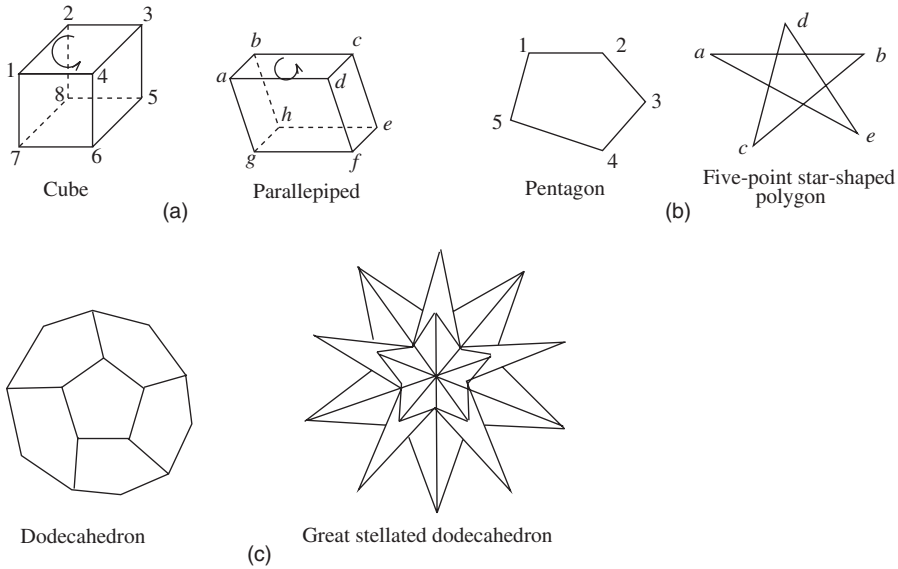 2 3
1 4
8 5
7 6
Cube
b c
a d
h e
g f
Parallepiped
(a)
1 2
3
5
4
Pentagon
d
a b
c e
Five-point star-shaped
polygon
(b)
Dodecahedron
Great stellated dodecahedron
(c)